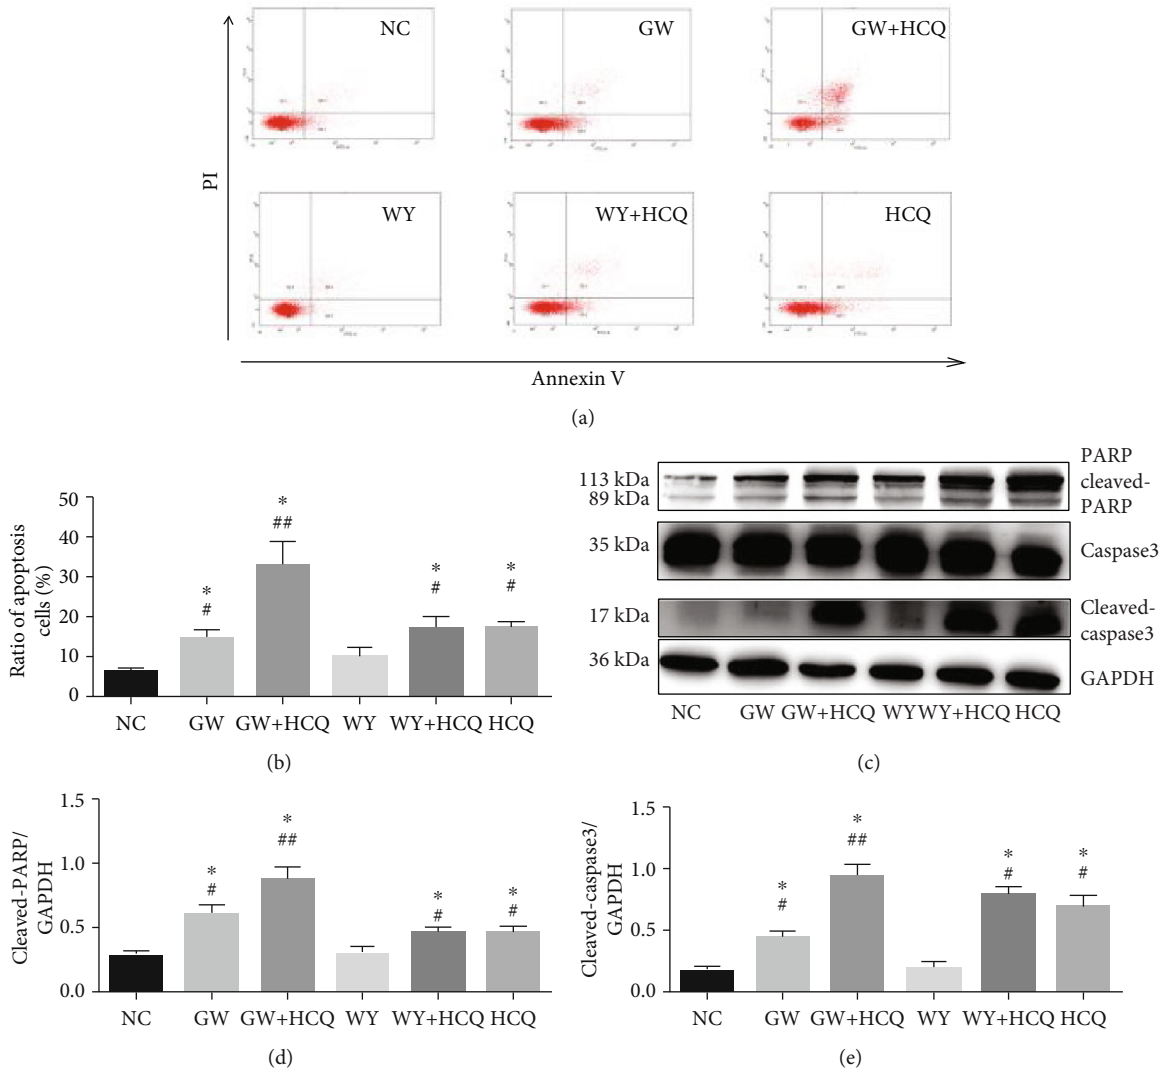 NC
GW
GW+HCQ
PI
WY
WY+HCQ
HCQ
Annexin V
(a)
Ratio of apoptosis
cells (%)
50
40
30
20
10
0
*
#
*
##
*
#
*
#
NC
GW
GW+HCQ
WY
WY+HCQ
HCQ
(b)
113 kDa
89 kDa
35 kDa
17 kDa
36 kDa
PARP
cleaved-
PARP
Caspase3
Cleaved-
caspase3
GAPDH
NC
GW
GW+HCQ
WY
WY+HCQ
HCQ
(c)
Cleaved-PARP/
GAPDH
1.5
1.0
0.5
0.0
*
#
*
##
*
#
*
#
NC
GW
GW+HCQ
WY
WY+HCQ
HCQ
(d)
Cleaved-caspase3/
GAPDH
1.5
1.0
0.5
0.0
*
#
*
##
*
#
*
#
NC
GW
GW+HCQ
WY
WY+HCQ
HCQ
(e)